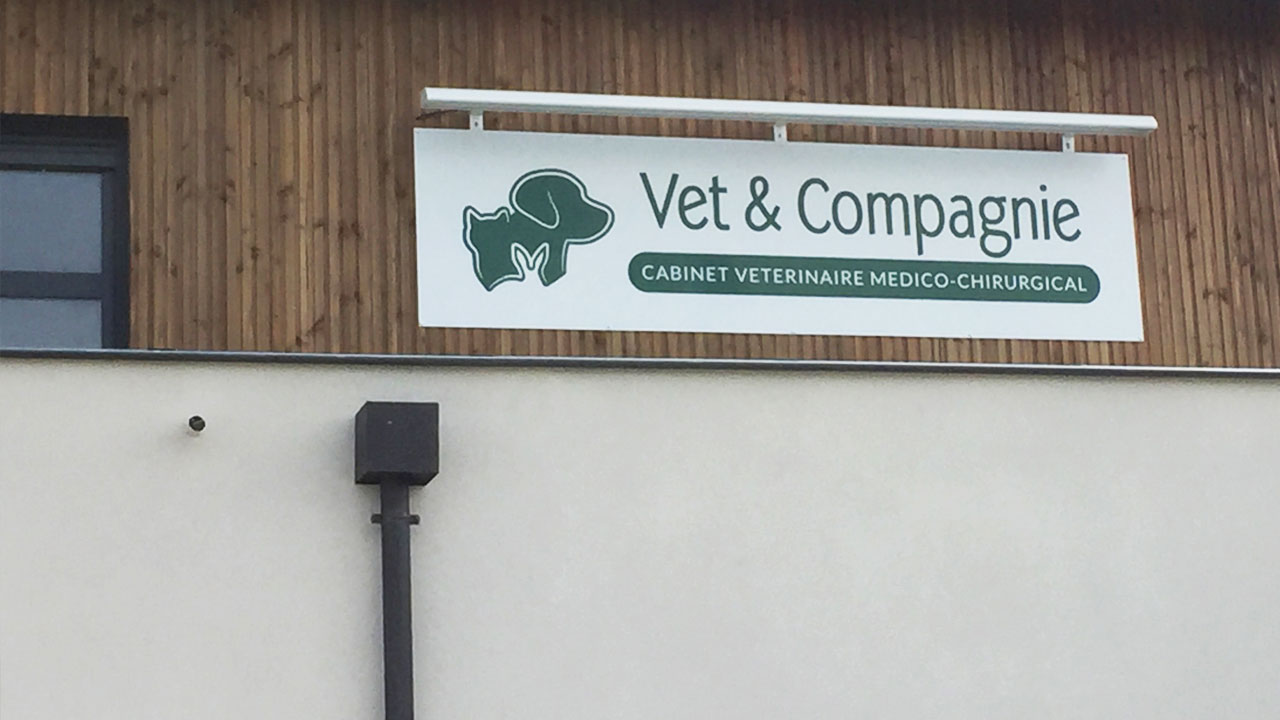 Vet & Compagnie
CABINET VETERINAIRE MEDICO-CHIRURGICAL